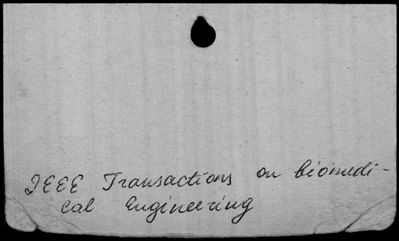 IEEE Transactions on biomedi-
cal Engineering